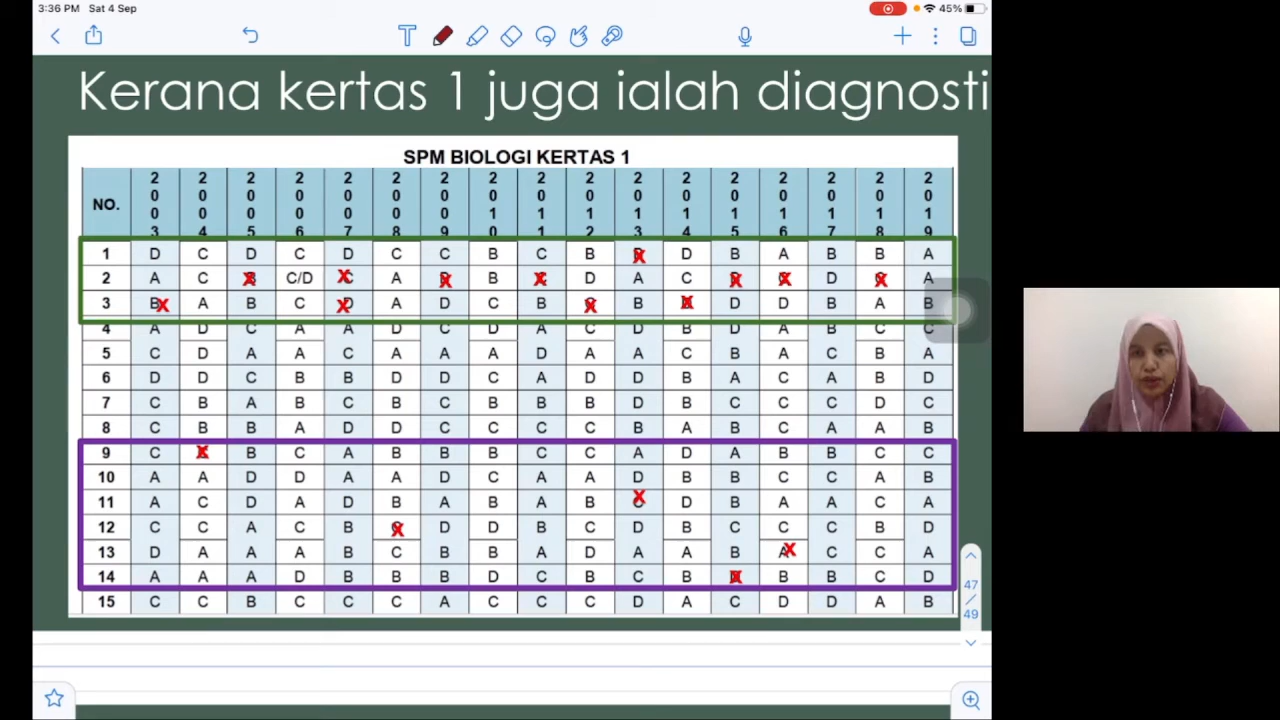 3:36 PM Sat 4 Sep 45%
Kerana kertas 1 juga ialah diagnosti
SPM BIOLOGI KERTAS 1
NO. 2003 2004 2005 2006 2007 2008 2009 2010 2011 2012 2013 2014 2015 2016 2017 2018 2019
1 D C D C D C C B C B D B A B B A
2 A C C/D A B D A C D A
3 A B C A D C B B D D B A B
4 A D C A A D C D A C D B D A B C C
5 C D A A C A A A D A A C B A C B A
6 D D C B B D D C A D D B A C A B D
7 C B A B C B C B B B D B C C C D C
8 C B B A D D C C C C B A B C A A B
9 C B C A B B B C C A D A B B C C
10 A A D D A A D C A A D B B C C A B
11 A C D A D B A B A B C D B A A C A
12 C C A C B D D B C D B C C C B D
13 D A A A B C B B A D A A B A C C A
14 A A A D B B B D C B C B B B C D
15 C C B C C C A C C C D A C D D A B
47
/
49